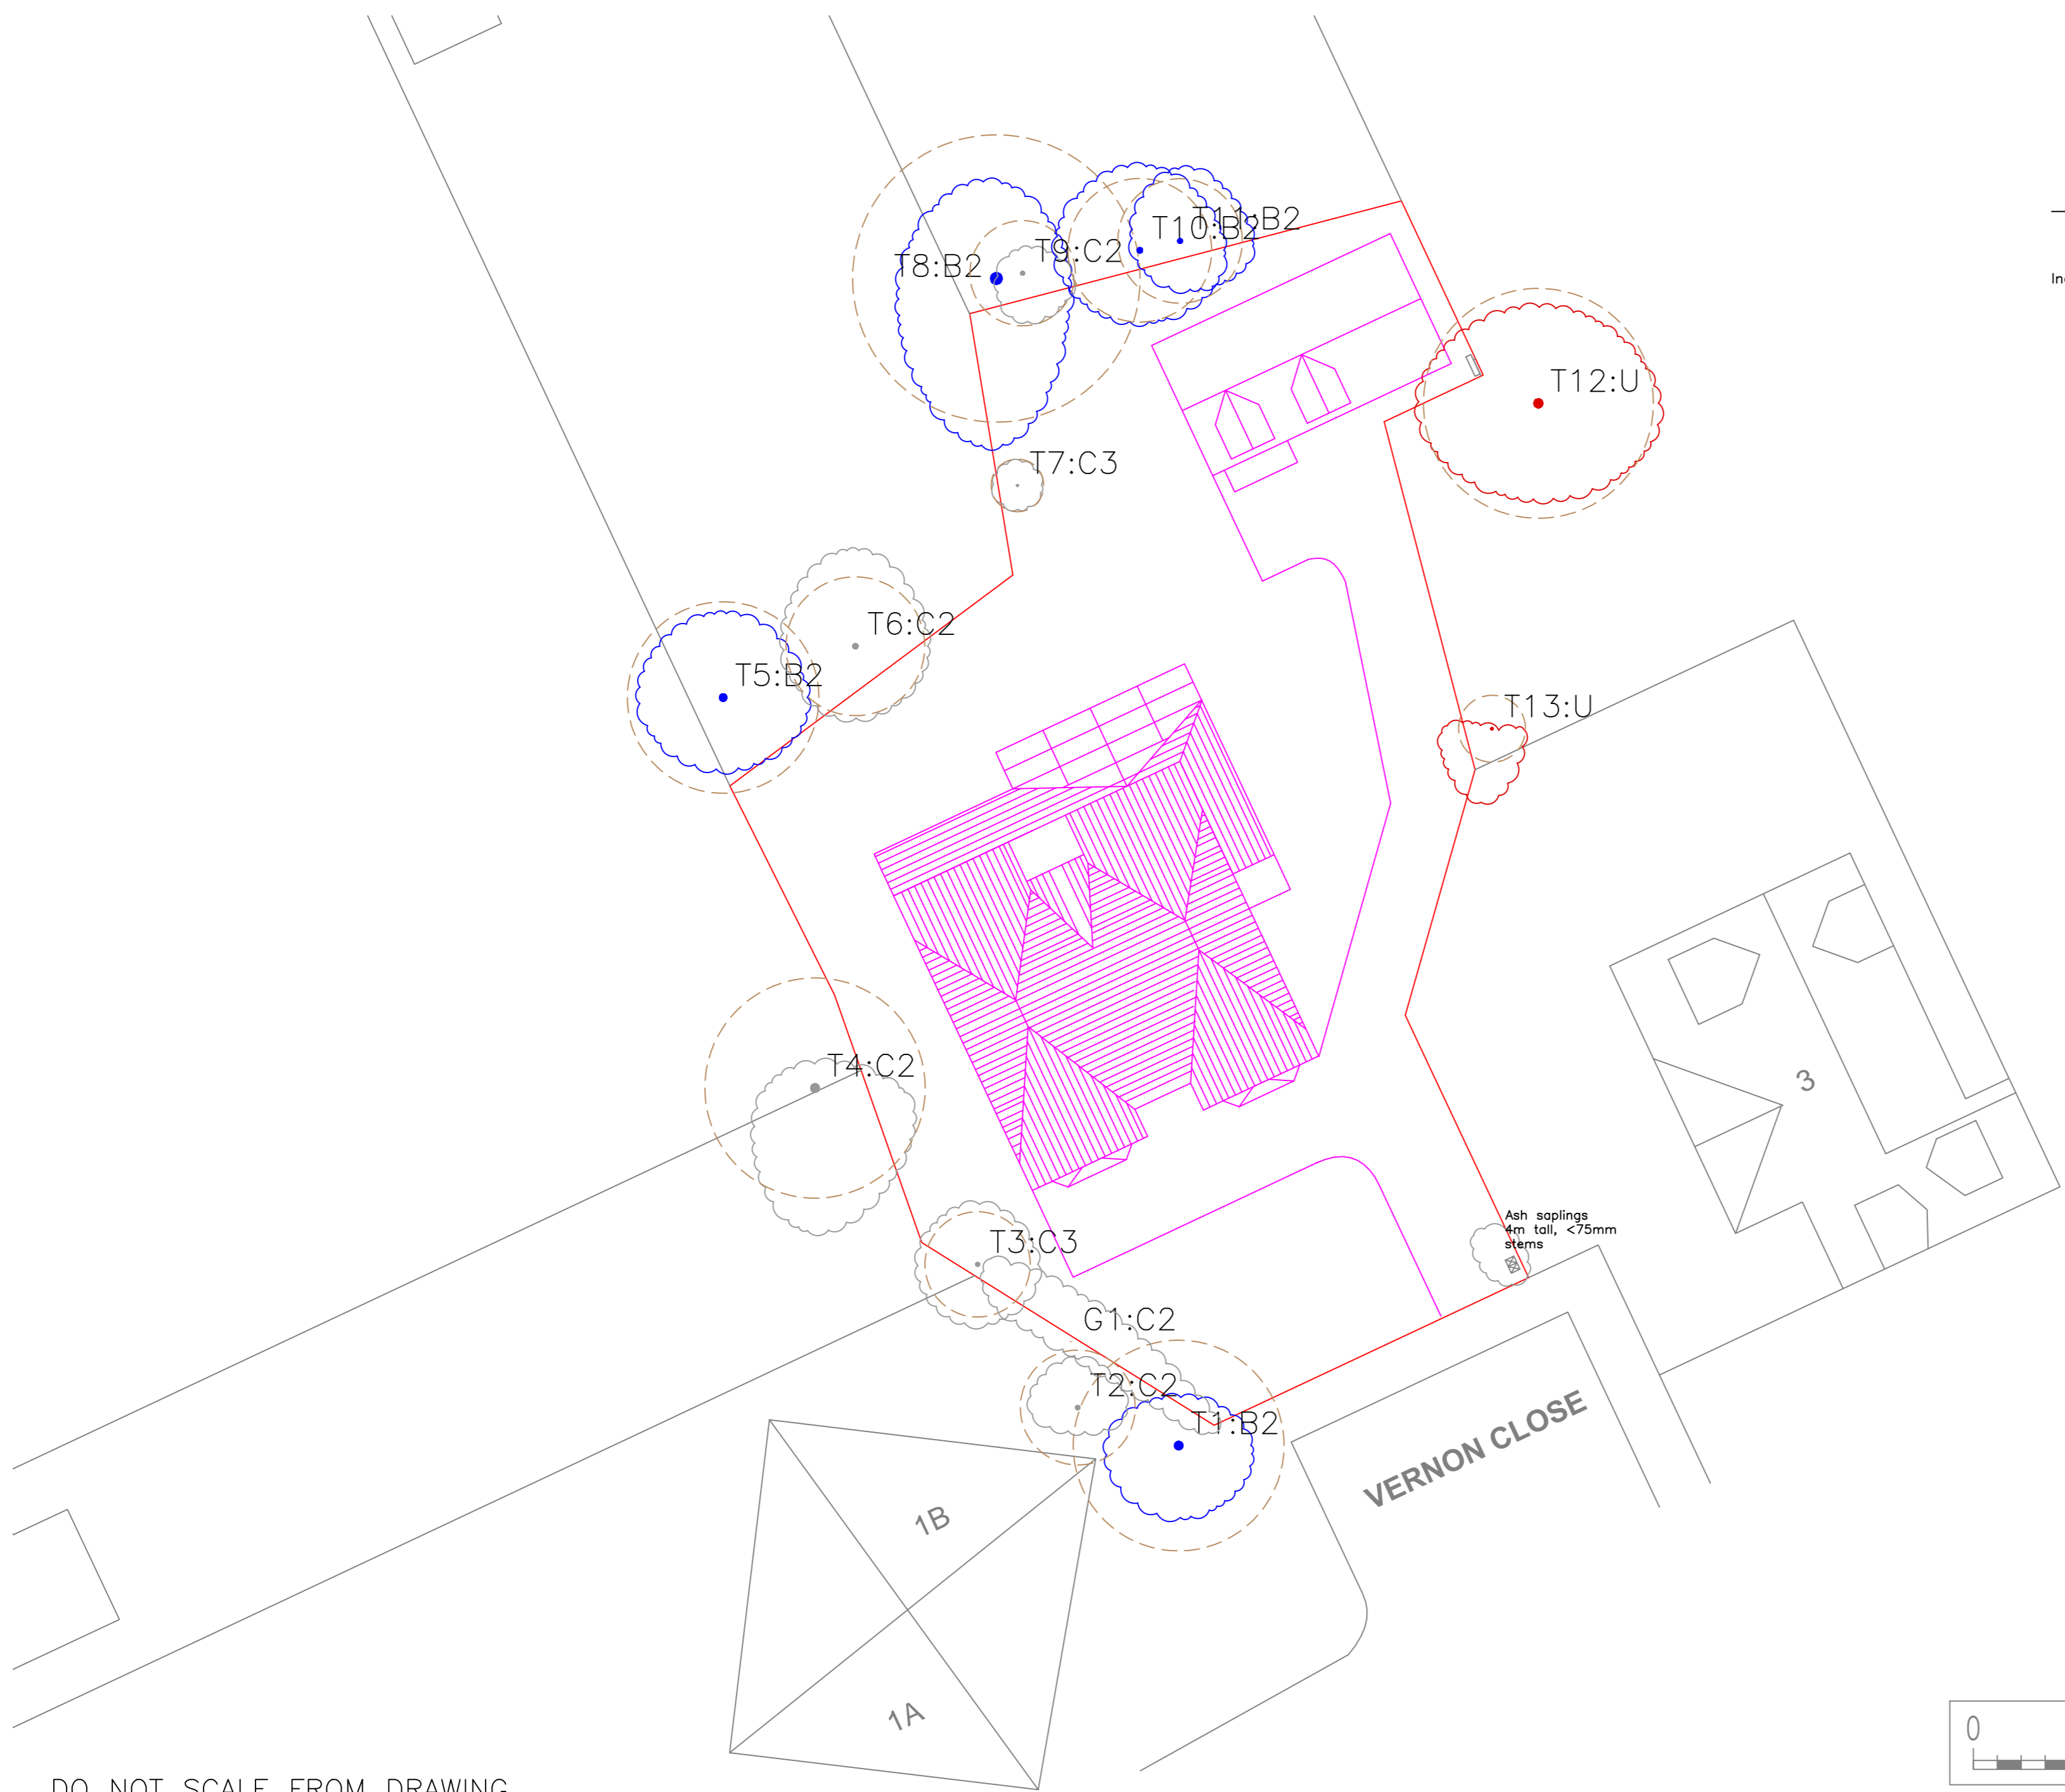 T11:B2
T10:B2
T9:C2
T8:B2
In
T12:U
T7:C3
T6:C2
T5:B2
T13:U
T4:C2
3
Ash saplings
4m tall, <75mm
stems
T3:C3
G1:C2
T2:C2
T1:B2
VERNON CLOSE
1B
1A
0
DO NOT SCALE FROM DRAWING